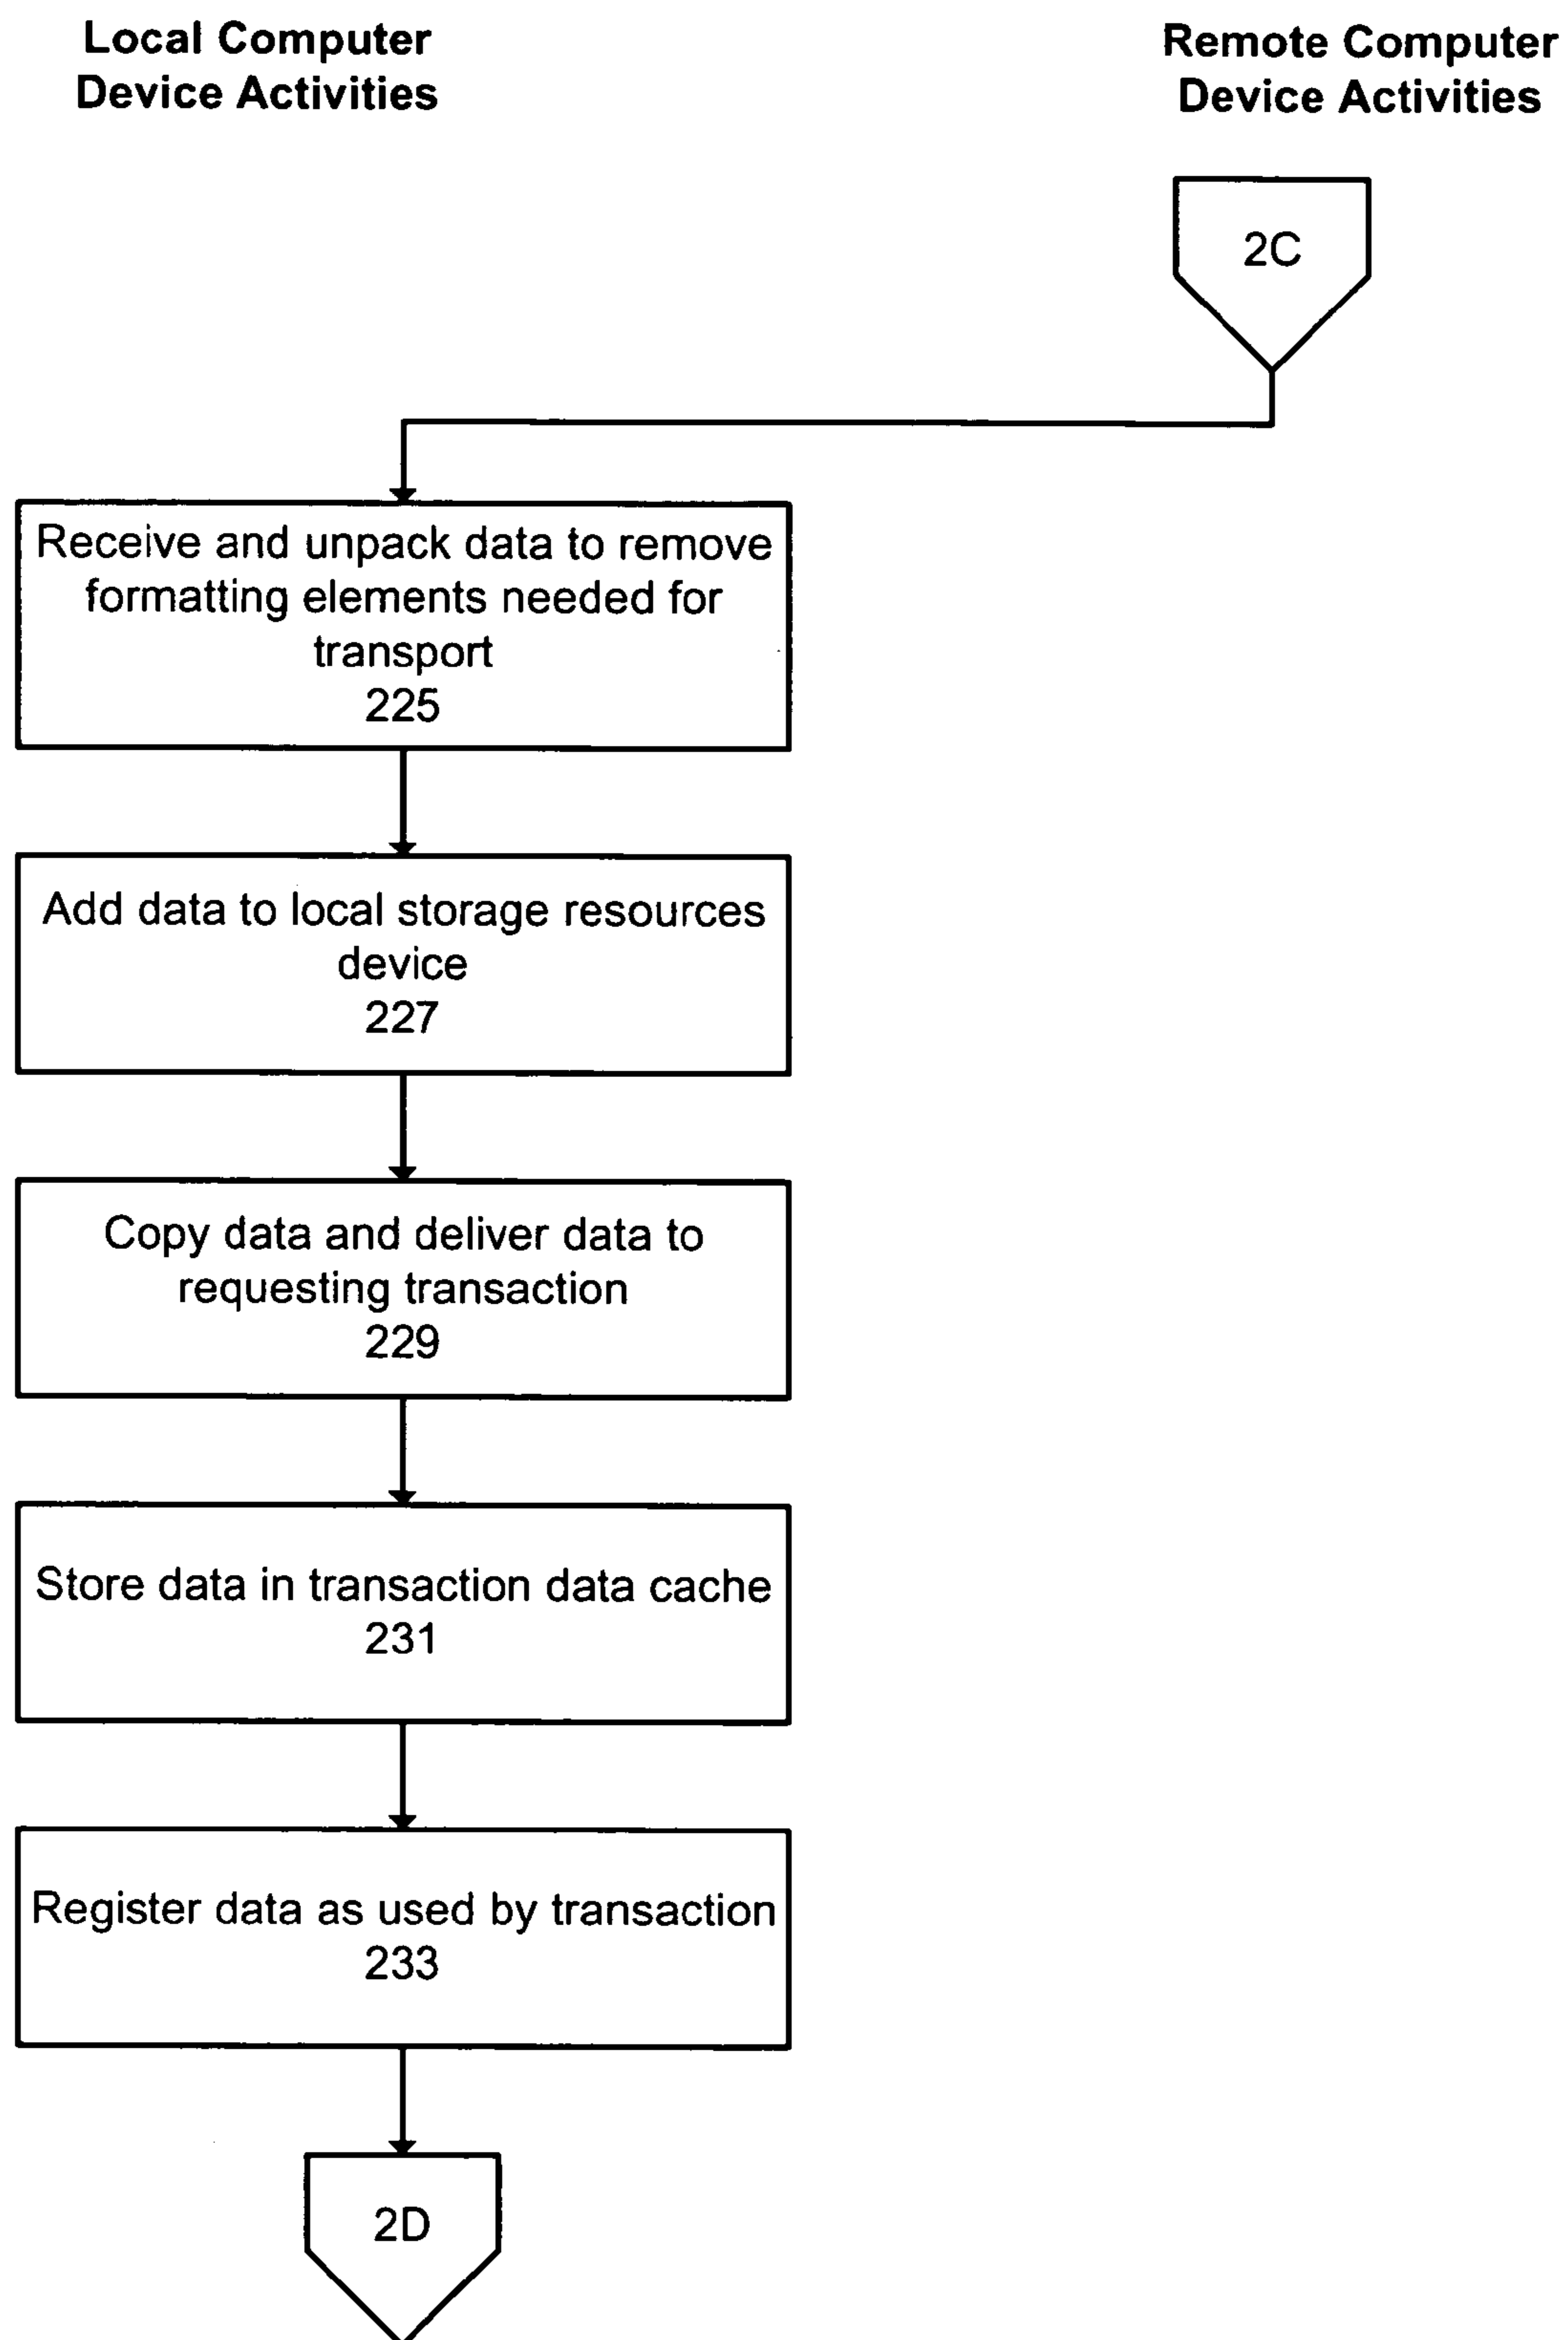 Local Computer
Device Activities
Remote Computer
Device Activities
2C
Receive and unpack data to remove
formatting elements needed for
transport
225
Add data to local storage resources
device
227
Copy data and deliver data to
requesting transaction
229
Store data in transaction data cache
231
Register data as used by transaction
233
2D